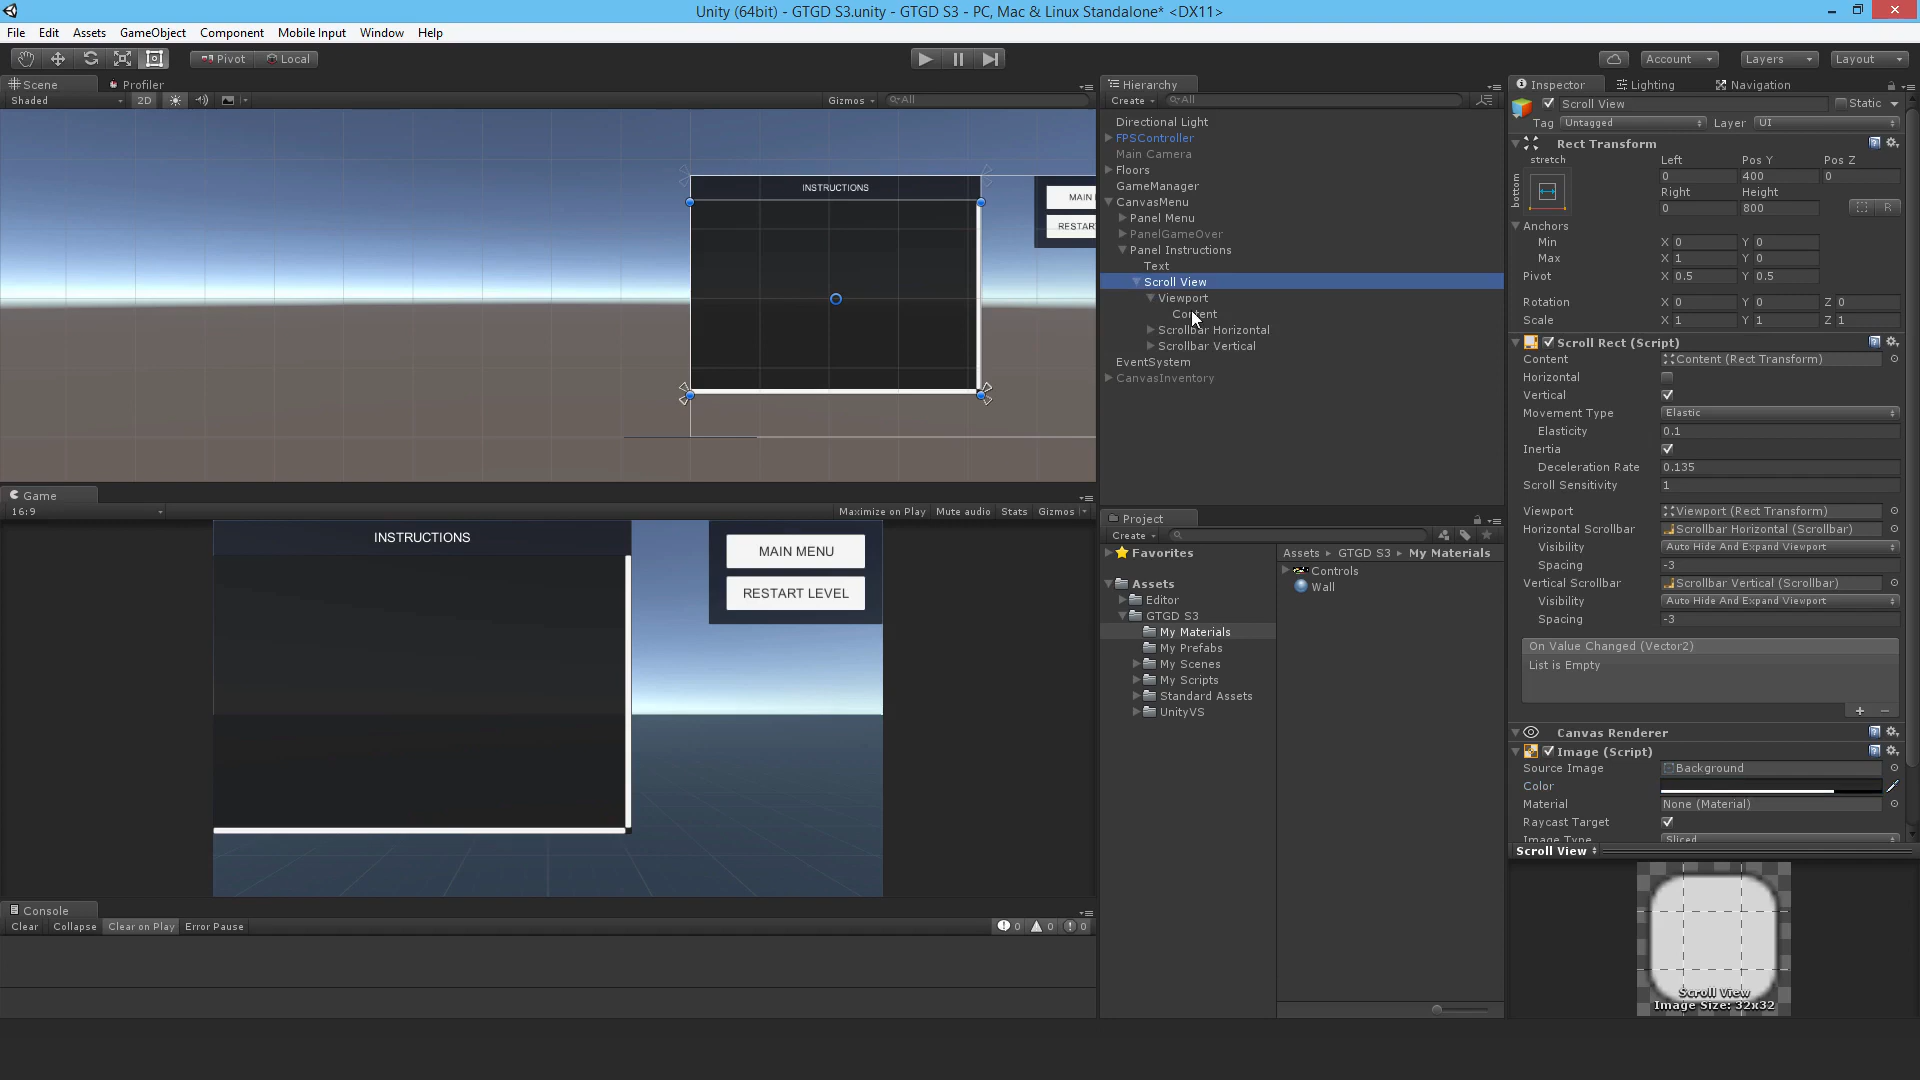 Unity (64bit) - GTGD S3.unity - GTGD S3 - PC, Mac & Linux Standalone* <DX11>
File Edit Assets GameObject Component Mobile Input Window Help
Pivot Local Account Layers Layout
Scene Profiler
Shaded 2D Gizmos All
INSTRUCTIONS
MAIN
RESTAR
Game
16:9 Maximize on Play Mute audio Stats Gizmos
INSTRUCTIONS
MAIN MENU
RESTART LEVEL
Console
Clear Collapse Clear on Play Error Pause 0 0 0
Hierarchy
Create All
Directional Light
FPSController
Main Camera
Floors
GameManager
CanvasMenu
Panel Menu
PanelGameOver
Panel Instructions
Text
Scroll View
Viewport
Content
Scrollbar Horizontal
Scrollbar Vertical
EventSystem
CanvasInventory
Project
Create
Favorites
Assets
Editor
GTGD S3
My Materials
My Prefabs
My Scenes
My Scripts
Standard Assets
UnityVS
Assets GTGD S3 My Materials
Controls
Wall
Inspector Lighting Navigation
Scroll View Static
Tag Untagged Layer UI
Rect Transform
stretch Left Pos Y Pos Z
0 400 0
bottom Right Height
0 800 R
Anchors
Min X 0 Y 0
Max X 1 Y 0
Pivot X 0.5 Y 0.5
Rotation X 0 Y 0 Z 0
Scale X 1 Y 1 Z 1
Scroll Rect (Script)
Content Content (Rect Transform)
Horizontal
Vertical
Movement Type Elastic
Elasticity 0.1
Inertia
Deceleration Rate 0.135
Scroll Sensitivity 1
Viewport Viewport (Rect Transform)
Horizontal Scrollbar Scrollbar Horizontal (Scrollbar)
Visibility Auto Hide And Expand Viewport
Spacing -3
Vertical Scrollbar Scrollbar Vertical (Scrollbar)
Visibility Auto Hide And Expand Viewport
Spacing -3
On Value Changed (Vector2)
List is Empty
Canvas Renderer
Image (Script)
Source Image Background
Color
Material None (Material)
Raycast Target
Image Type Sliced
Scroll View
Scroll View
Image Size: 32x32